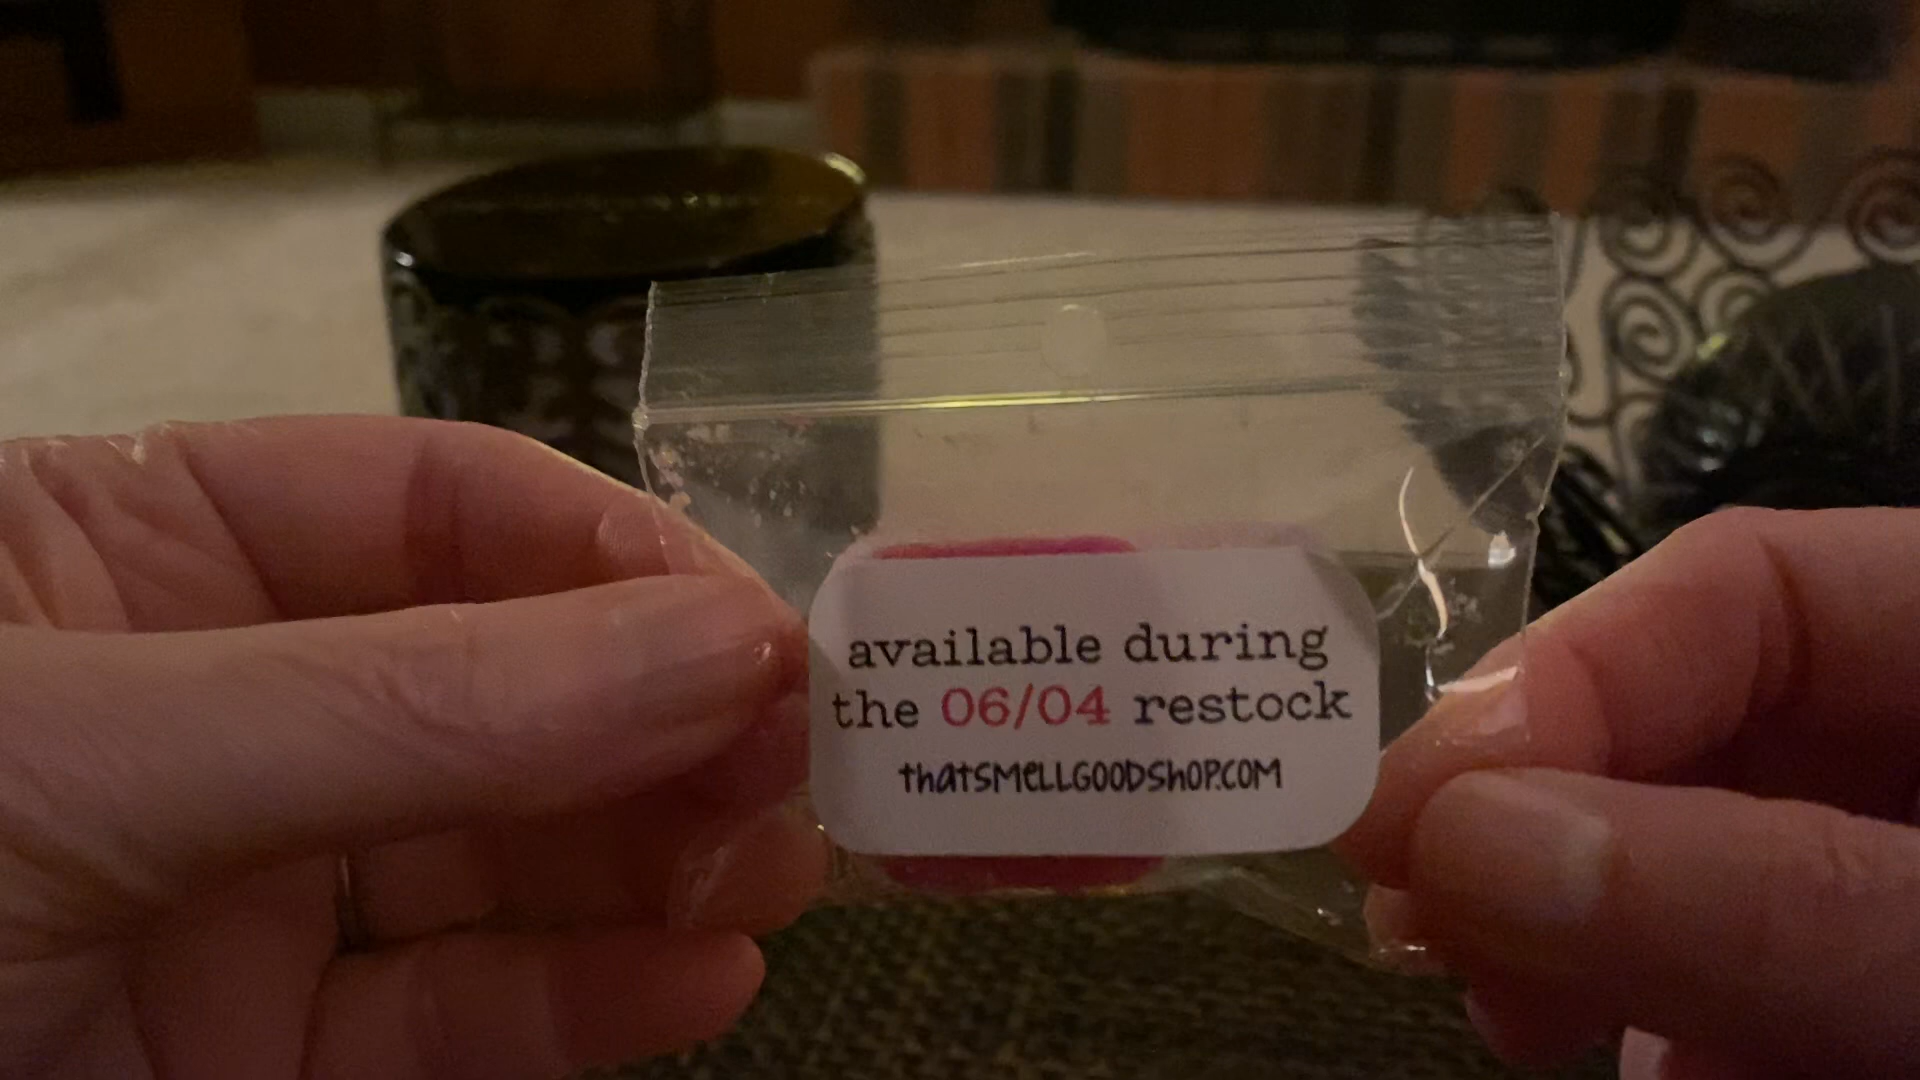 available during
the 06/04 restock
thatsmellgoodshop.com